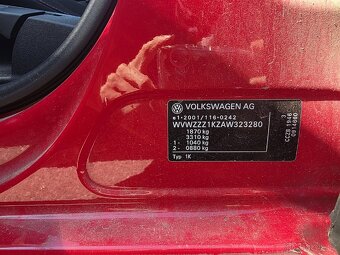 VOLKSWAGEN AG
e1-2001/116-0242
WVWZZZ1KZAW323280
1870 kg
3310 kg
1 - 1040 kg
2 - 0880 kg
Typ 1K